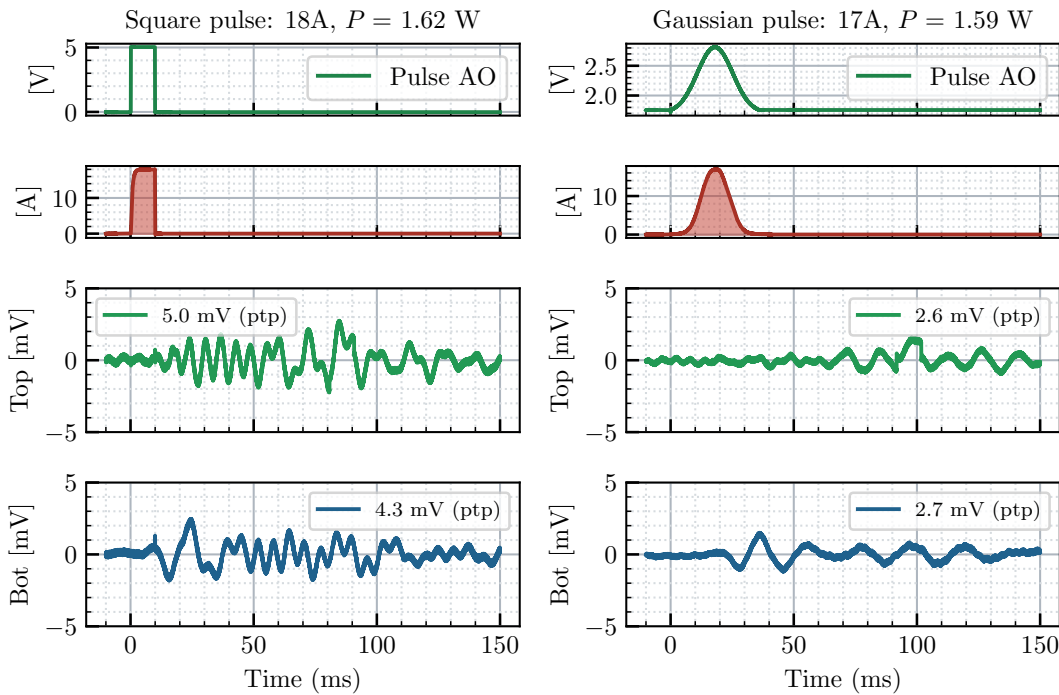 Square pulse: 18A, P = 1.62 W
Gaussian pulse: 17A, P = 1.59 W
[V]
5
0
Pulse AO
[V]
2.5
2.0
Pulse AO
[A]
10
0
[A]
10
0
Top [mV]
5
0
−5
5.0 mV (ptp)
Top [mV]
5
0
−5
2.6 mV (ptp)
Bot [mV]
5
0
−5
4.3 mV (ptp)
Bot [mV]
5
0
−5
2.7 mV (ptp)
0 50 100 150
0 50 100 150
Time (ms)
Time (ms)